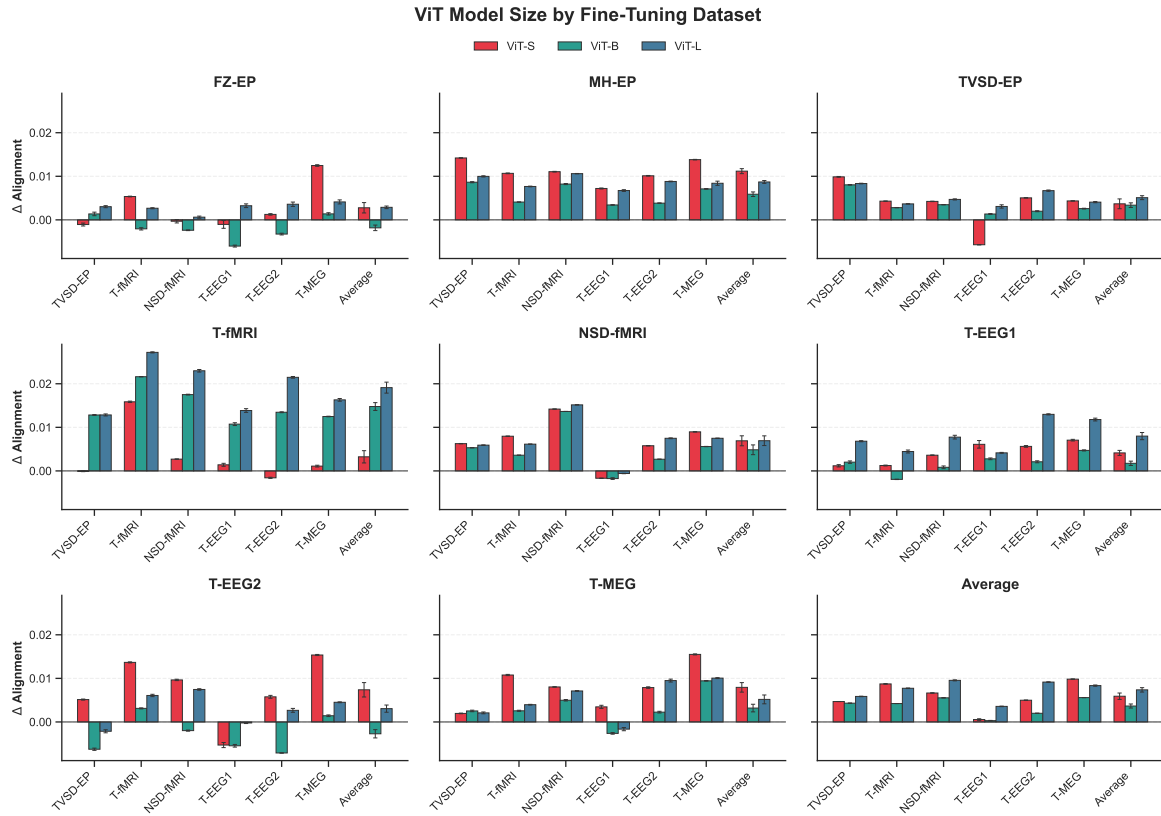 ViT Model Size by Fine-Tuning Dataset
ViT-S ViT-B ViT-L
FZ-EP MH-EP TVSD-EP
Δ Alignment
0.02
0.01
0.00
TVSD-EP T-fMRI NSD-fMRI T-EEG1 T-EEG2 T-MEG Average
TVSD-EP T-fMRI NSD-fMRI T-EEG1 T-EEG2 T-MEG Average
TVSD-EP T-fMRI NSD-fMRI T-EEG1 T-EEG2 T-MEG Average
T-fMRI NSD-fMRI T-EEG1
Δ Alignment
0.02
0.01
0.00
TVSD-EP T-fMRI NSD-fMRI T-EEG1 T-EEG2 T-MEG Average
TVSD-EP T-fMRI NSD-fMRI T-EEG1 T-EEG2 T-MEG Average
TVSD-EP T-fMRI NSD-fMRI T-EEG1 T-EEG2 T-MEG Average
T-EEG2 T-MEG Average
Δ Alignment
0.02
0.01
0.00
TVSD-EP T-fMRI NSD-fMRI T-EEG1 T-EEG2 T-MEG Average
TVSD-EP T-fMRI NSD-fMRI T-EEG1 T-EEG2 T-MEG Average
TVSD-EP T-fMRI NSD-fMRI T-EEG1 T-EEG2 T-MEG Average